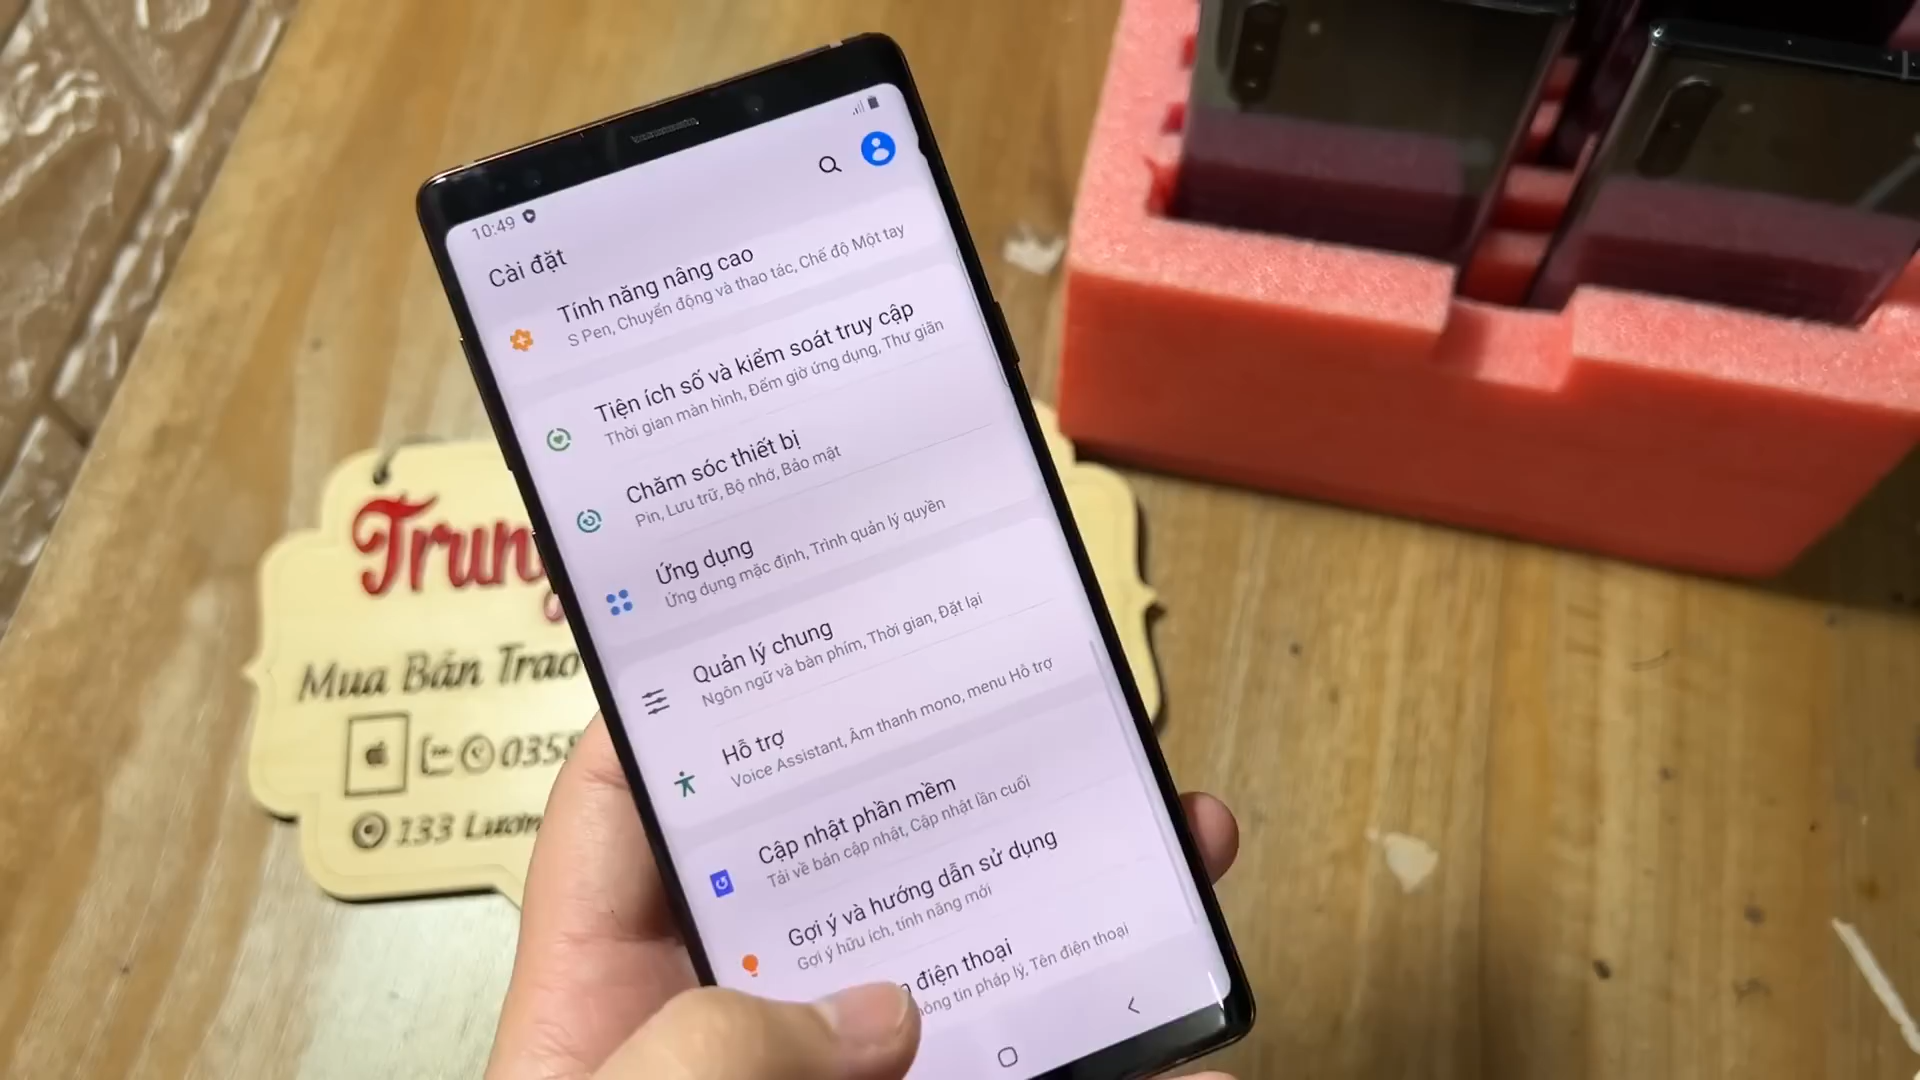 10:49
Cài đặt
Tính năng nâng cao
S Pen, Chuyển động và thao tác, Chế độ Một tay
Tiện ích số và kiểm soát truy cập
Thời gian màn hình, Đếm giờ ứng dụng, Thư giãn
Chăm sóc thiết bị
Pin, Lưu trữ, Bộ nhớ, Bảo mật
Ứng dụng
Ứng dụng mặc định, Trình quản lý quyền
Quản lý chung
Ngôn ngữ và bàn phím, Thời gian, Đặt lại
Hỗ trợ
Voice Assistant, Âm thanh mono, menu Hỗ trợ
Cập nhật phần mềm
Tải về bản cập nhật, Cập nhật lần cuối
Gợi ý và hướng dẫn sử dụng
Gợi ý hữu ích, tính năng mới
điện thoại
pháp lý, Tên điện thoại
Trung
Mua Bán Trao
0358
133